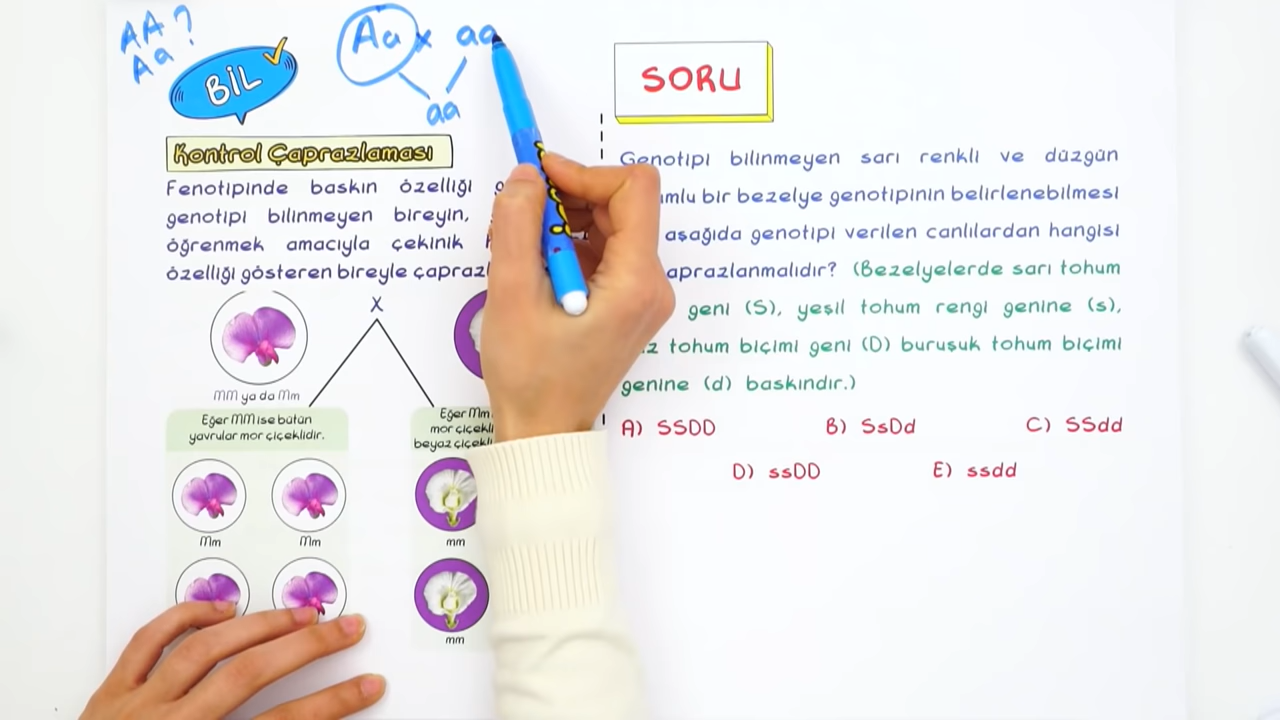 AA ?
Aa
Aa x aa
aa
BİL
Kontrol Çaprazlaması
Fenotipinde baskın özelliği
genotipi bilinmeyen bireyin,
öğrenmek amacıyla çekinik
özelliği gösteren bireyle
X
MM ya da Mm
Eğer MM ise bütün
yavrular mor çiçeklidir.
Eğer Mm
mor çiçekli
beyaz
Mm Mm
mm
mm
SORU
Genotipi bilinmeyen sarı renkli ve düzgün
bir bezelye genotipinin belirlenebilmesi
aşağıda genotipi verilen canlılardan hangisi
(Bezelyelerde sarı tohum
geni (S), yeşil tohum rengi genine (s),
tohum biçimi geni (D) buruşuk tohum biçimi
genine (d) baskındır.)
A) SSDD B) SsDd C) SSdd
D) ssDD E) ssdd